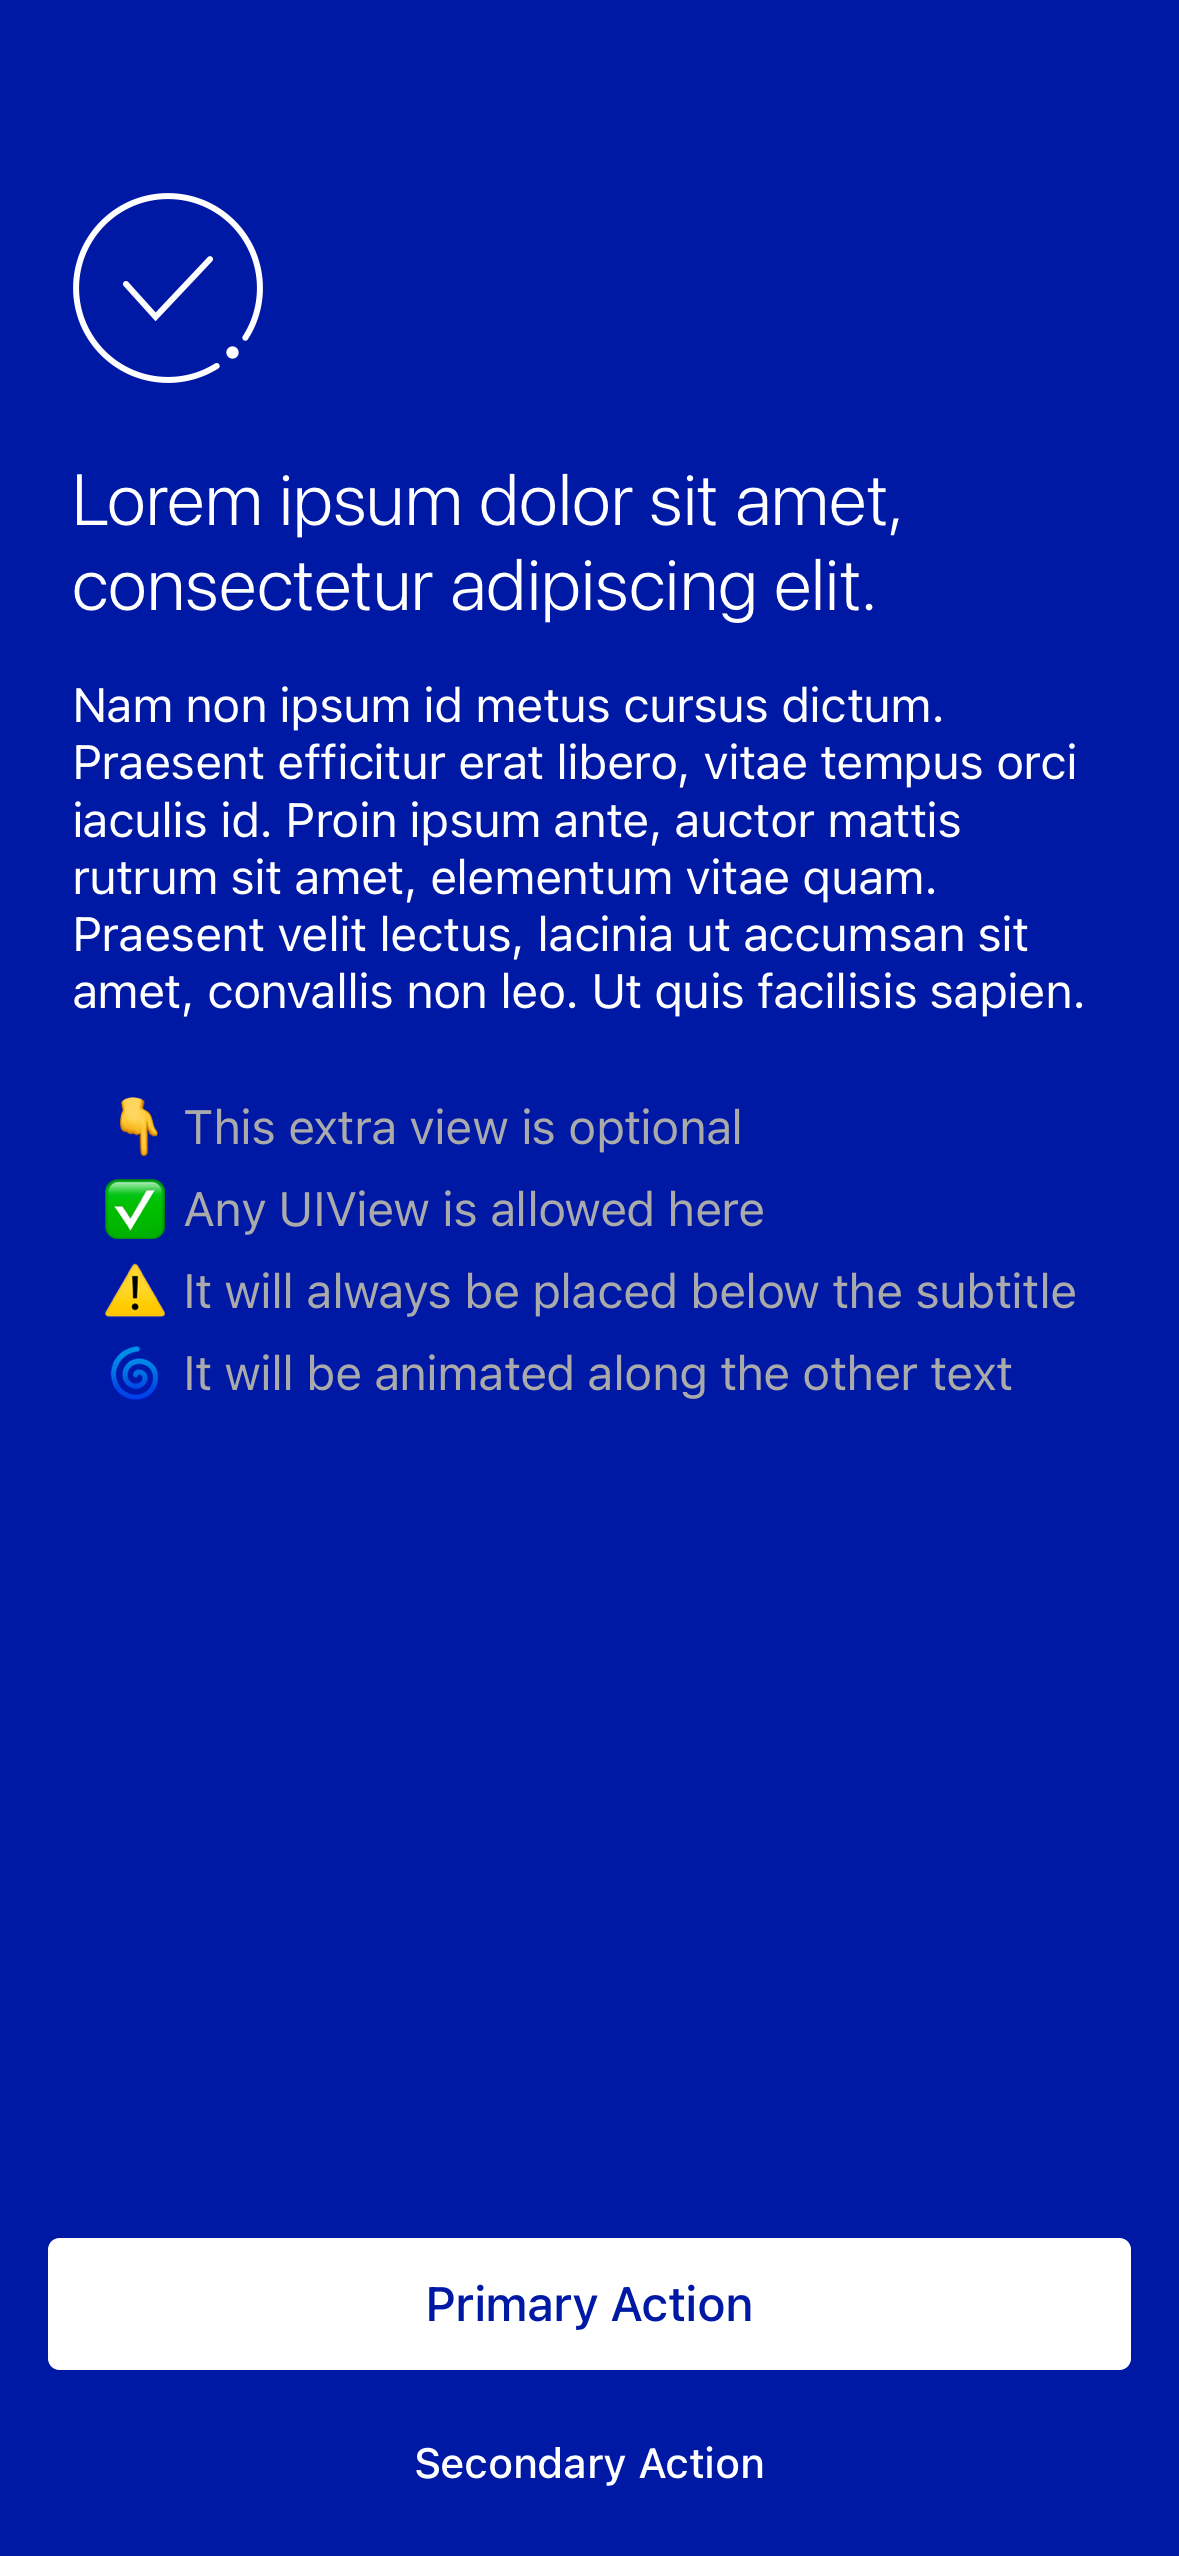 Lorem ipsum dolor sit amet,
consectetur adipiscing elit.
Nam non ipsum id metus cursus dictum.
Praesent efficitur erat libero, vitae tempus orci
iaculis id. Proin ipsum ante, auctor mattis
rutrum sit amet, elementum vitae quam.
Praesent velit lectus, lacinia ut accumsan sit
amet, convallis non leo. Ut quis facilisis sapien.
👇 This extra view is optional
✅ Any UIView is allowed here
⚠️ It will always be placed below the subtitle
🌀 It will be animated along the other text
Primary Action
Secondary Action